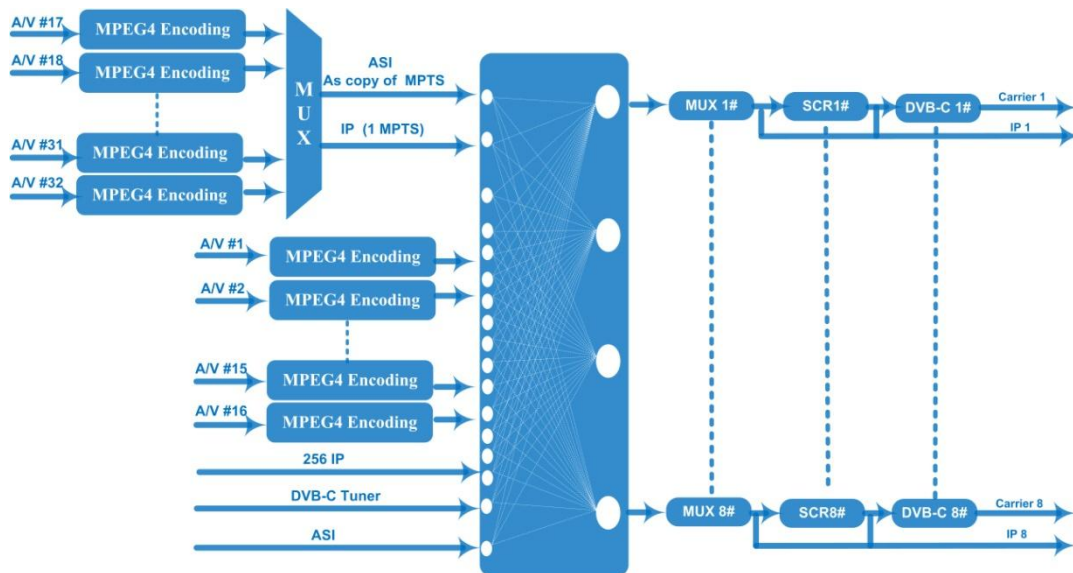 A/V #17
MPEG4 Encoding
A/V #18
MPEG4 Encoding
A/V #31
MPEG4 Encoding
A/V #32
MPEG4 Encoding
M
U
X
ASI
As copy of MPTS
IP (1 MPTS)
A/V #1
MPEG4 Encoding
A/V #2
MPEG4 Encoding
A/V #15
MPEG4 Encoding
A/V #16
MPEG4 Encoding
256 IP
DVB-C Tuner
ASI
MUX 1#
SCR1#
DVB-C 1#
Carrier 1
IP 1
MUX 8#
SCR8#
DVB-C 8#
Carrier 8
IP 8